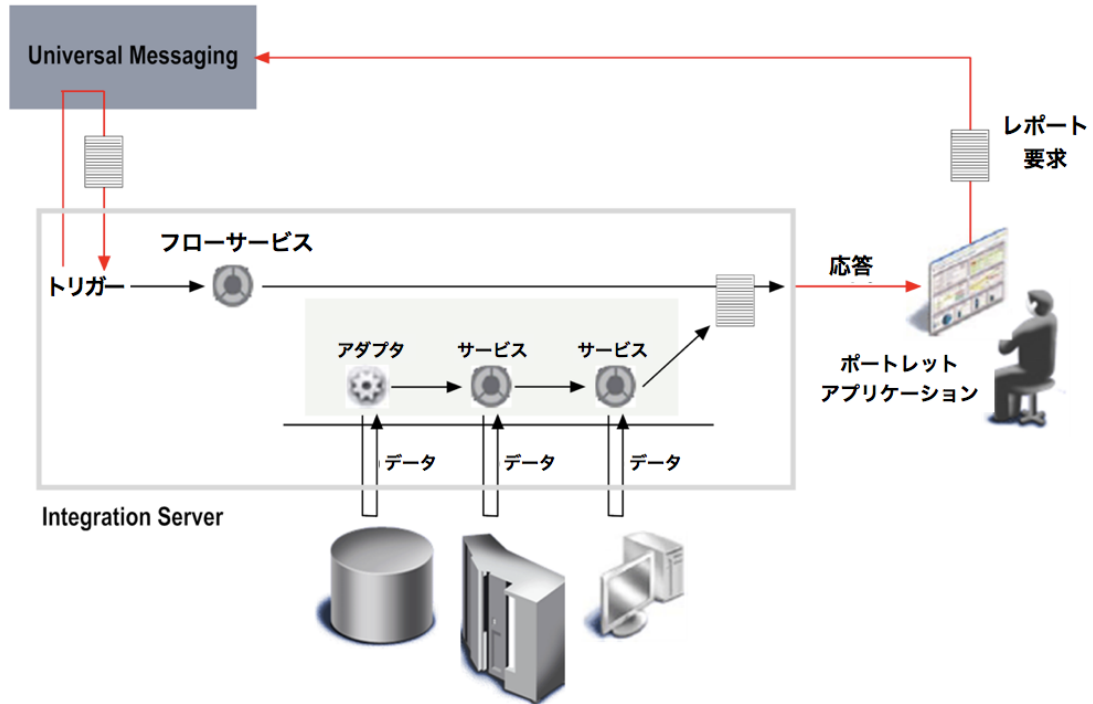 Universal Messaging
レポート
要求
フローサービス
トリガー
応答
アダプタ
サービス
サービス
ポートレット
アプリケーション
データ
データ
データ
Integration Server